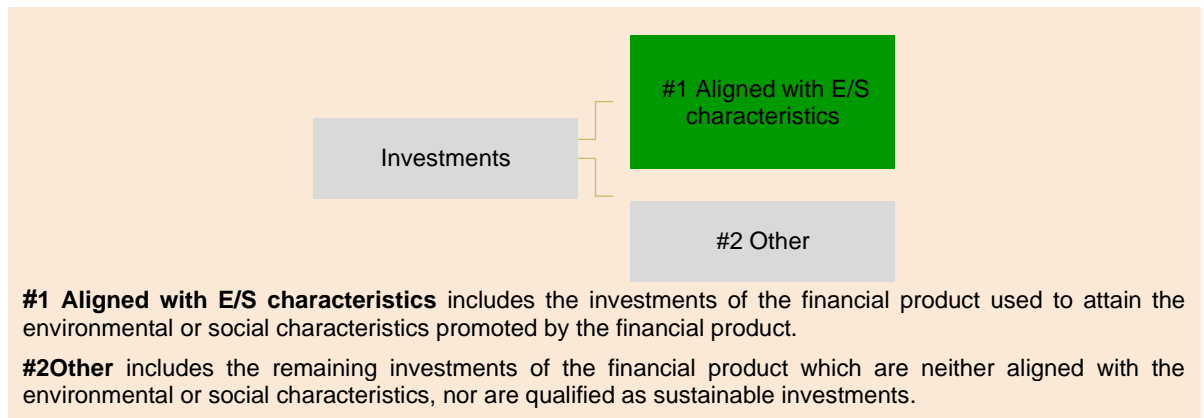 #1 Aligned with E/S
characteristics
Investments
#2 Other
#1 Aligned with E/S characteristics includes the investments of the financial product used to attain the
environmental or social characteristics promoted by the financial product.
#2Other includes the remaining investments of the financial product which are neither aligned with the
environmental or social characteristics, nor are qualified as sustainable investments.